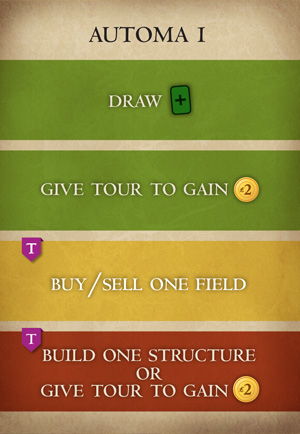 AUTOMA 1
DRAW +
GIVE TOUR TO GAIN 2
T
BUY/SELL ONE FIELD
T
BUILD ONE STRUCTURE
OR
GIVE TOUR TO GAIN 2